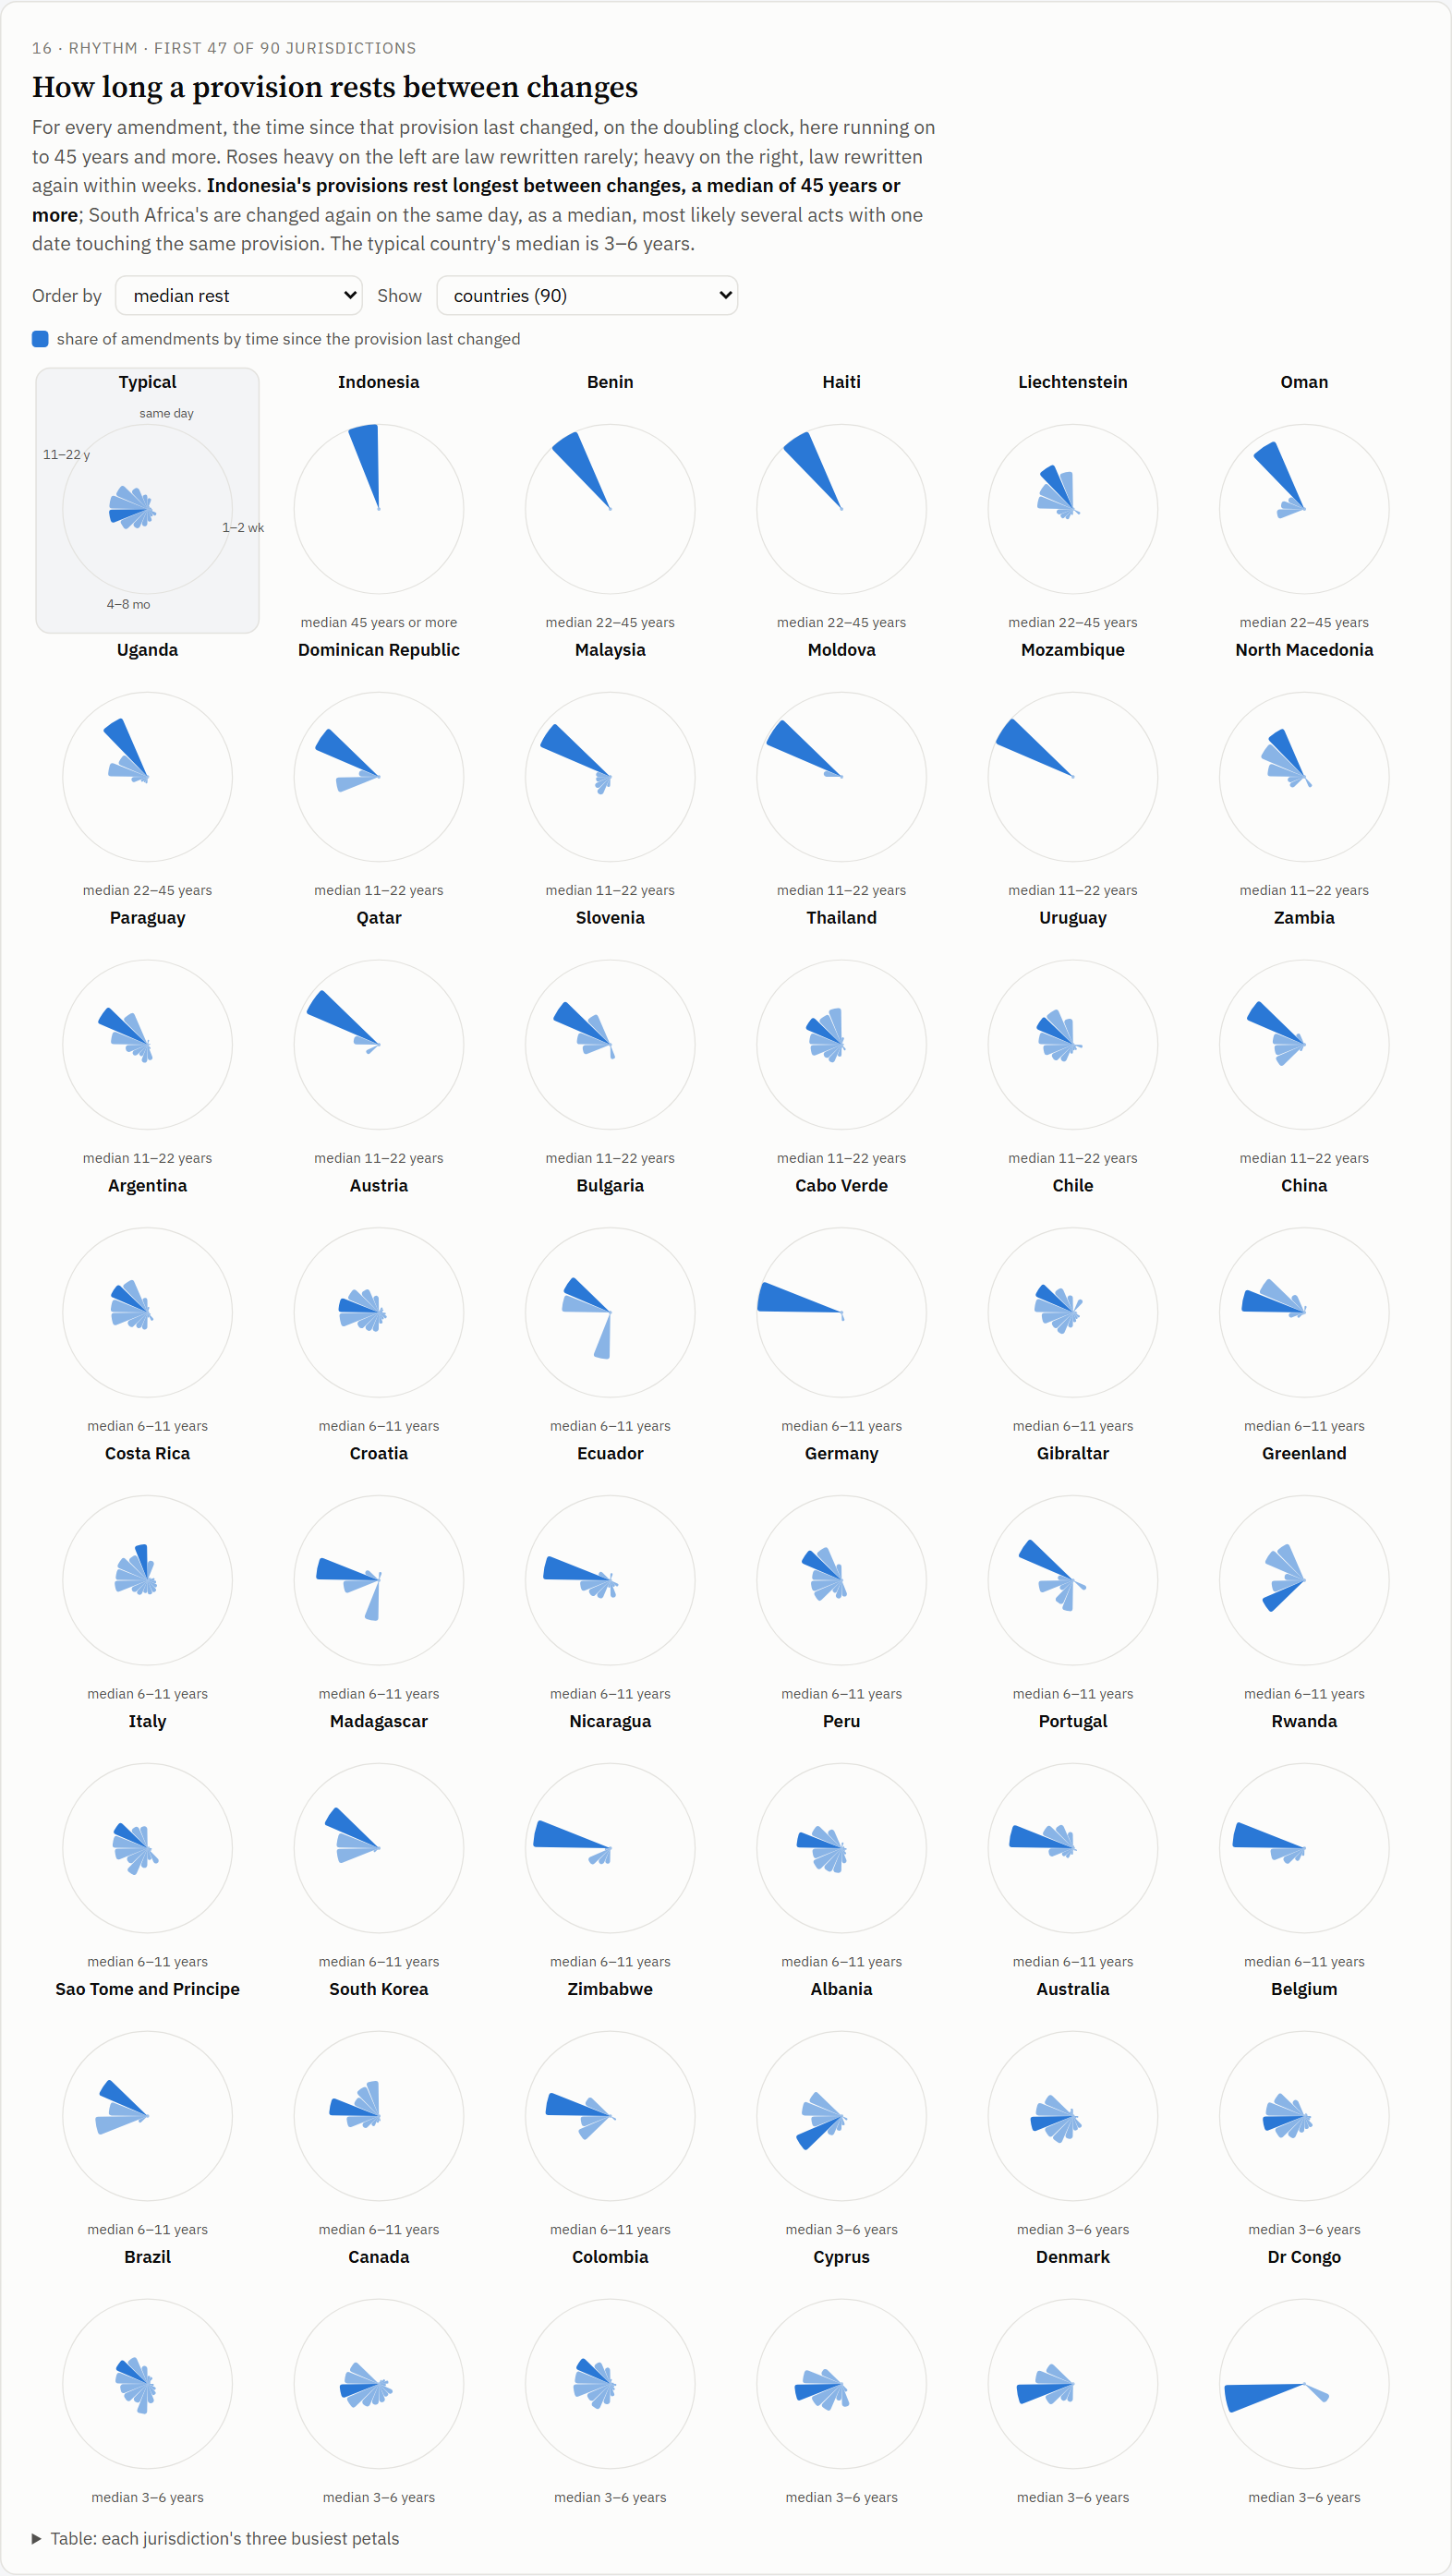 16 · RHYTHM · FIRST 47 OF 90 JURISDICTIONS
How long a provision rests between changes
For every amendment, the time since that provision last changed, on the doubling clock, here running on
to 45 years and more. Roses heavy on the left are law rewritten rarely; heavy on the right, law rewritten
again within weeks. Indonesia's provisions rest longest between changes, a median of 45 years or
more; South Africa's are changed again on the same day, as a median, most likely several acts with one
date touching the same provision. The typical country's median is 3–6 years.
Order by median rest Show countries (90)
share of amendments by time since the provision last changed
Typical Indonesia Benin Haiti Liechtenstein Oman
same day
11–22 y
1–2 wk
4–8 mo
median 45 years or more median 22–45 years median 22–45 years median 22–45 years median 22–45 years
Uganda Dominican Republic Malaysia Moldova Mozambique North Macedonia
median 22–45 years median 11–22 years median 11–22 years median 11–22 years median 11–22 years median 11–22 years
Paraguay Qatar Slovenia Thailand Uruguay Zambia
median 11–22 years median 11–22 years median 11–22 years median 11–22 years median 11–22 years median 11–22 years
Argentina Austria Bulgaria Cabo Verde Chile China
median 6–11 years median 6–11 years median 6–11 years median 6–11 years median 6–11 years median 6–11 years
Costa Rica Croatia Ecuador Germany Gibraltar Greenland
median 6–11 years median 6–11 years median 6–11 years median 6–11 years median 6–11 years median 6–11 years
Italy Madagascar Nicaragua Peru Portugal Rwanda
median 6–11 years median 6–11 years median 6–11 years median 6–11 years median 6–11 years median 6–11 years
Sao Tome and Principe South Korea Zimbabwe Albania Australia Belgium
median 6–11 years median 6–11 years median 6–11 years median 3–6 years median 3–6 years median 3–6 years
Brazil Canada Colombia Cyprus Denmark Dr Congo
median 3–6 years median 3–6 years median 3–6 years median 3–6 years median 3–6 years median 3–6 years
Table: each jurisdiction's three busiest petals